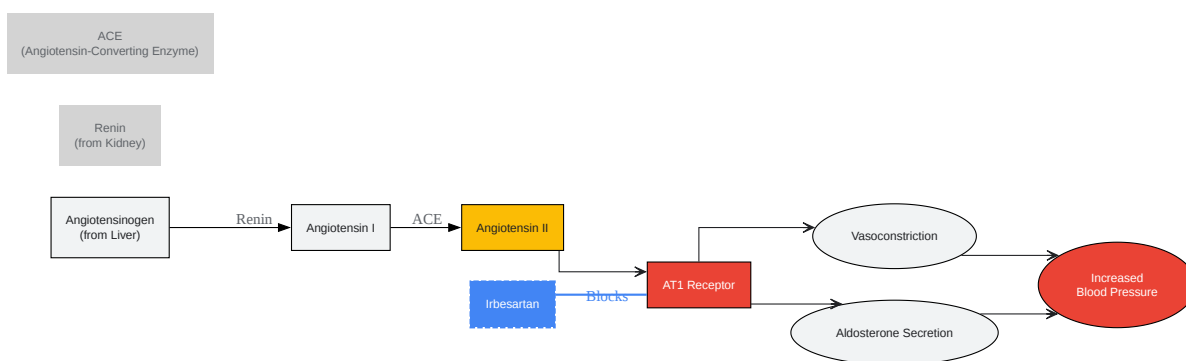 ACE
(Angiotensin-Converting Enzyme)
Renin
(from Kidney)
Angiotensinogen
(from Liver)
Renin
Angiotensin I
ACE
Angiotensin II
Irbesartan
Blocks
AT1 Receptor
Vasoconstriction
Aldosterone Secretion
Increased
Blood Pressure